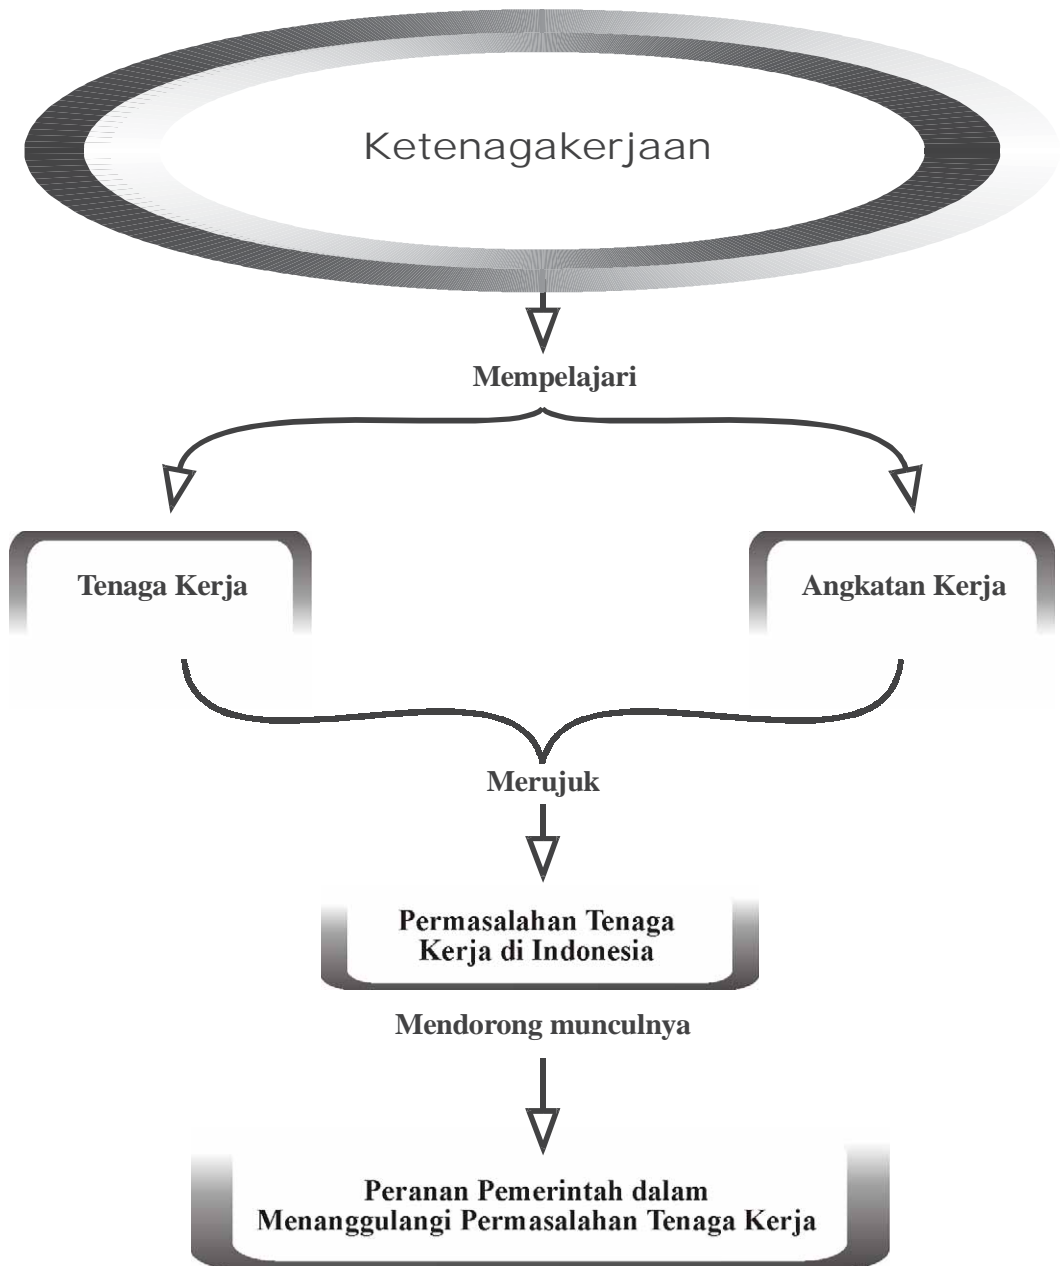 Ketenagakerjaan
Mempelajari
Tenaga Kerja
Angkatan Kerja
Merujuk
Permasalahan Tenaga
Kerja di Indonesia
Mendorong munculnya
Peranan Pemerintah dalam
Menanggulangi Permasalahan Tenaga Kerja